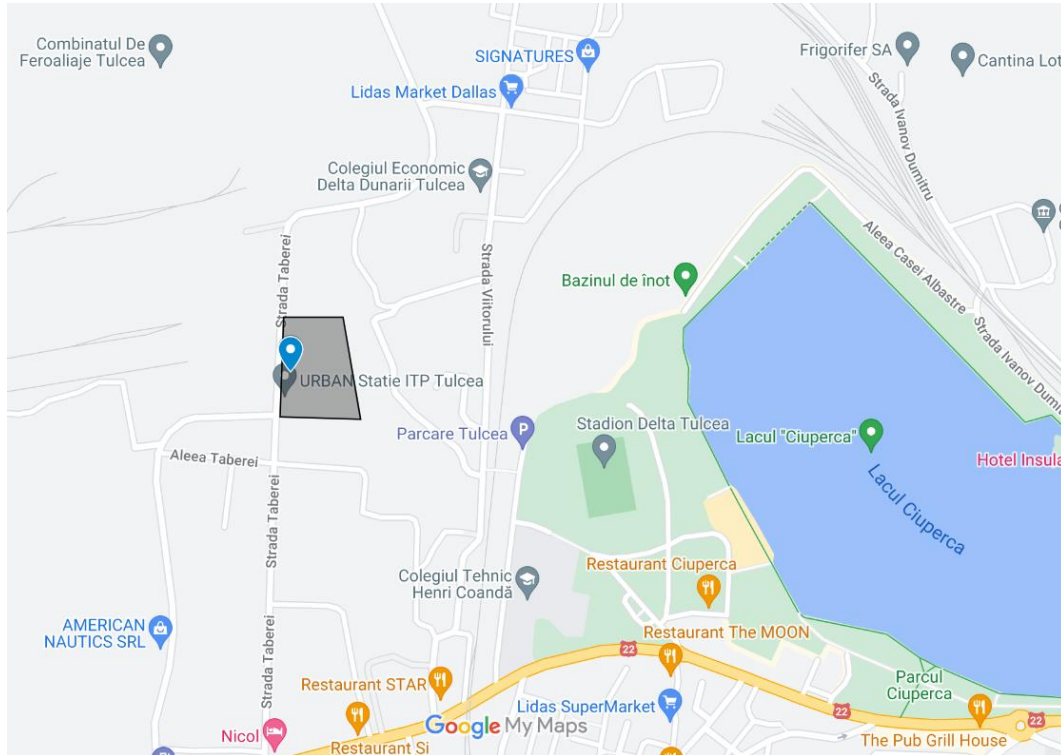 Combinatul De
Feroaliaje Tulcea
SIGNATURES
Frigorifer SA
Cantina Lot
Lidas Market Dallas
Strada Ivanov Dumitru
Colegiul Economic
Delta Dunarii Tulcea
Strada Taberei
Strada Viitorului
Aleea Casei Albastre
Bazinul de înot
Strada Ivanov Dumi
URBAN Statie ITP Tulcea
Parcare Tulcea
P
Stadion Delta Tulcea
Lacul "Ciuperca"
Hotel Insula
Aleea Taberei
Lacul Ciuperca
Strada Taberei
Restaurant Ciuperca
Colegiul Tehnic
Henri Coandă
AMERICAN
NAUTICS SRL
Restaurant The MOON
22
22
22
Strada Taberei
Restaurant STAR
Parcul
Ciuperca
Lidas SuperMarket
Nicol
Google My Maps
The Pub Grill House
Restaurant Si